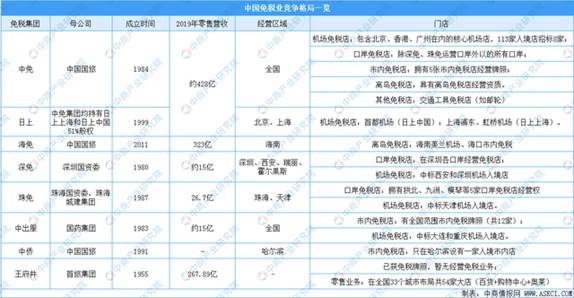 中国免税业竞争格局一览
免税集团 母公司 成立时间 2019年零售营收 经营区域 门店
中免 中国国旅 1984 约428亿 全国
机场免税店：包含北京、香港、广州在内的核心机场店，113家入境店招标8家；
口岸免税店，除深免、珠免运营口岸外以的所有口岸；
市内免税店，拥有5张市内免税店经营牌照；
离岛免税店，具有离岛免税店经营资质。
其他免税店，交通工具免税店（如邮轮）
日上 中免集团均持有日上上海和日上中国51%股权 1999 北京、上海 机场免税店，首都机场（日上中国）；上海浦东、虹桥机场（日上上海）。
海免 中国国旅 2011 323亿 海南 离岛免税店，海南美兰机场、海口市内免税
深免 深圳国资委 1980 约15亿 深圳、西安、瑞丽、霍尔果斯
口岸免税店，在深圳各口岸经营免税店；
机场免税店，中标西安和深圳机场入境店
珠免 珠海国资委、珠海城建集团 1987 26.7亿 珠海、天津
口岸免税店，拥有拱北、九洲、横琴等5家口岸免税店经营权
机场免税店，中标天津机场入境店。
中出服 国药集团 1983 约15亿 全国
市内免税店，有全国范围市内免税牌照（共12家）；
机场免税店，中标大连和重庆机场入境店。
中侨 中国国旅 1991 - 哈尔滨 市内免税店，只在哈尔滨设有一家入境市内店
王府井 首旅集团 1955 267.89亿 -
已获免税牌照，暂无经营免税业务；
零售业务，在全国33个城市布局共54家大店（百货+购物中心+奥莱）
制表：中商情报网 WWW.ASKCI.COM
中商产业研究院